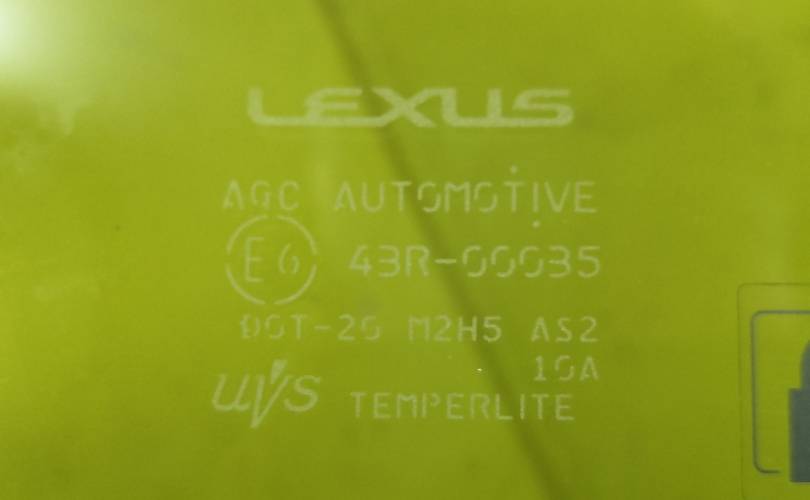 LEXUS
AGC AUTOMOTIVE
E6 43R-00035
DOT-20 M2H5 AS2
10A
UVS TEMPERLITE